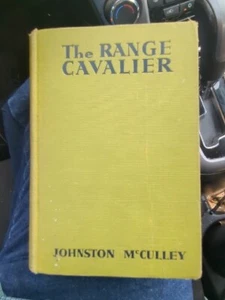 The RANGE
CAVALIER
JOHNSTON McCULLEY